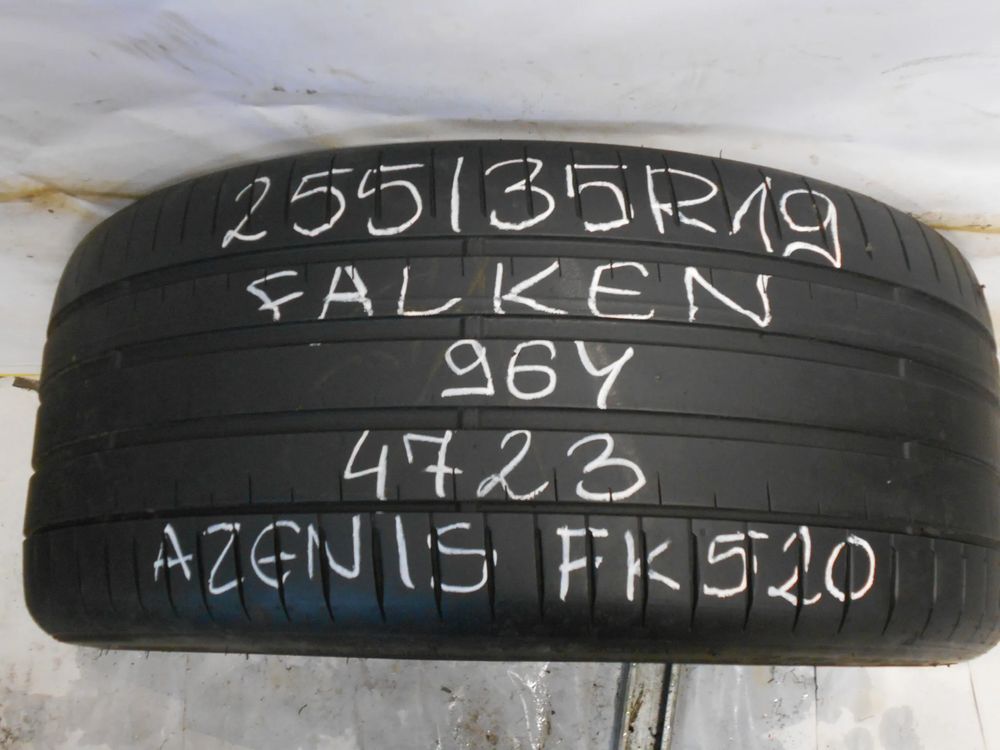 255/35R19
FALKEN
96Y
4723
AZENIS FK520